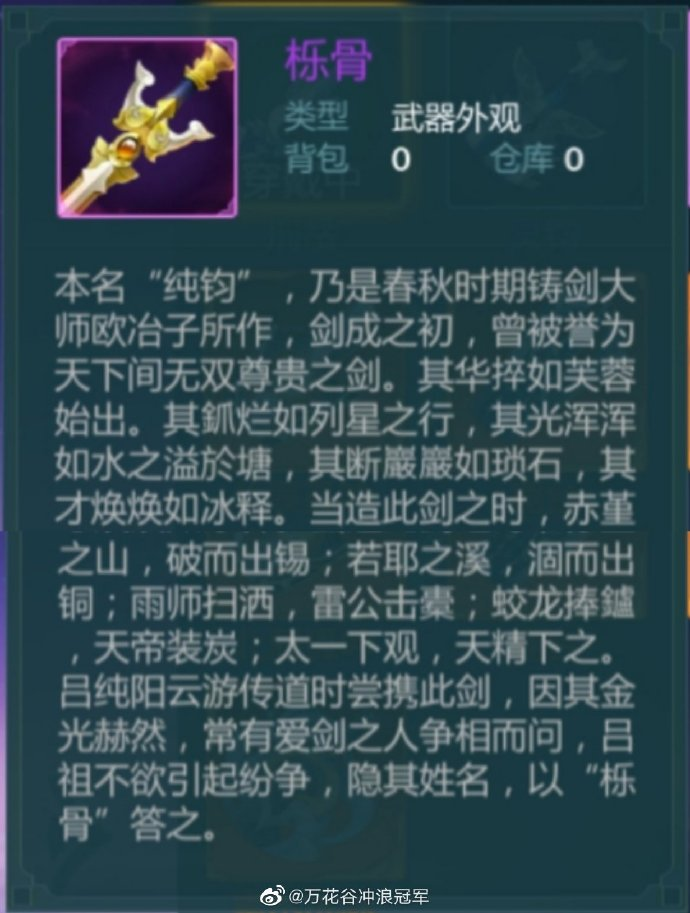 栎骨
类型 武器外观
背包 0 仓库 0
本名“纯钧”，乃是春秋时期铸剑大
师欧冶子所作，剑成之初，曾被誉为
天下间无双尊贵之剑。其华捽如芙蓉
始出。其釽烂如列星之行，其光浑浑
如水之溢於塘，其断巖巖如琐石，其
才焕焕如冰释。当造此剑之时，赤堇
之山，破而出锡；若耶之溪，涸而出
铜；雨师扫洒，雷公击橐；蛟龙捧鑪
，天帝装炭；太一下观，天精下之。
吕纯阳云游传道时尝携此剑，因其金
光赫然，常有爱剑之人争相而问，吕
祖不欲引起纷争，隐其姓名，以“栎
骨”答之。
@万花谷冲浪冠军